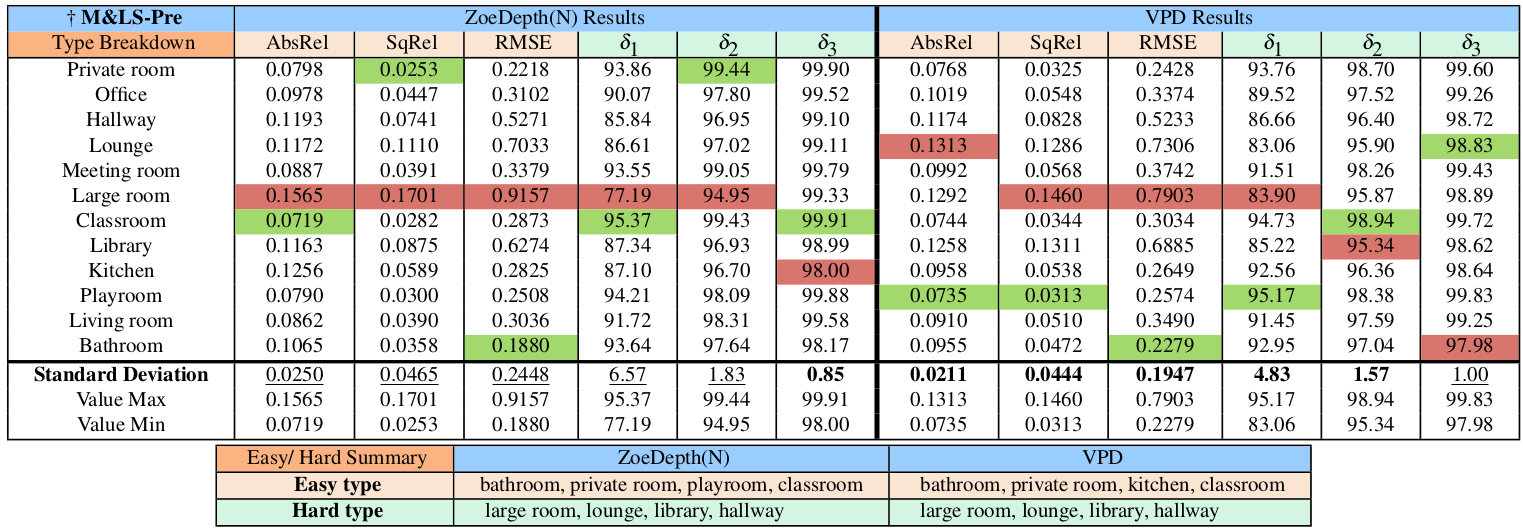 † M&LS-Pre ZoeDepth(N) Results VPD Results
Type Breakdown AbsRel SqRel RMSE δ1 δ2 δ3 AbsRel SqRel RMSE δ1 δ2 δ3
Private room 0.0798 0.0253 0.2218 93.86 99.44 99.90 0.0768 0.0325 0.2428 93.76 98.70 99.60
Office 0.0978 0.0447 0.3102 90.07 97.80 99.52 0.1019 0.0548 0.3374 89.52 97.52 99.26
Hallway 0.1193 0.0741 0.5271 85.84 96.95 99.10 0.1174 0.0828 0.5233 86.66 96.40 98.72
Lounge 0.1172 0.1110 0.7033 86.61 97.02 99.11 0.1313 0.1286 0.7306 83.06 95.90 98.83
Meeting room 0.0887 0.0391 0.3379 93.55 99.05 99.79 0.0992 0.0568 0.3742 91.51 98.26 99.43
Large room 0.1565 0.1701 0.9157 77.19 94.95 99.33 0.1292 0.1460 0.7903 83.90 95.87 98.89
Classroom 0.0719 0.0282 0.2873 95.37 99.43 99.91 0.0744 0.0344 0.3034 94.73 98.94 99.72
Library 0.1163 0.0875 0.6274 87.34 96.93 98.99 0.1258 0.1311 0.6885 85.22 95.34 98.62
Kitchen 0.1256 0.0589 0.2825 87.10 96.70 98.00 0.0958 0.0538 0.2649 92.56 96.36 98.64
Playroom 0.0790 0.0300 0.2508 94.21 98.09 99.88 0.0735 0.0313 0.2574 95.17 98.38 99.83
Living room 0.0862 0.0390 0.3036 91.72 98.31 99.58 0.0910 0.0510 0.3490 91.45 97.59 99.25
Bathroom 0.1065 0.0358 0.1880 93.64 97.64 98.17 0.0955 0.0472 0.2279 92.95 97.04 97.98
Standard Deviation 0.0250 0.0465 0.2448 6.57 1.83 0.85 0.0211 0.0444 0.1947 4.83 1.57 1.00
Value Max 0.1565 0.1701 0.9157 95.37 99.44 99.91 0.1313 0.1460 0.7903 95.17 98.94 99.83
Value Min 0.0719 0.0253 0.1880 77.19 94.95 98.00 0.0735 0.0313 0.2279 83.06 95.34 97.98
Easy/ Hard Summary ZoeDepth(N) VPD
Easy type bathroom, private room, playroom, classroom bathroom, private room, kitchen, classroom
Hard type large room, lounge, library, hallway large room, lounge, library, hallway